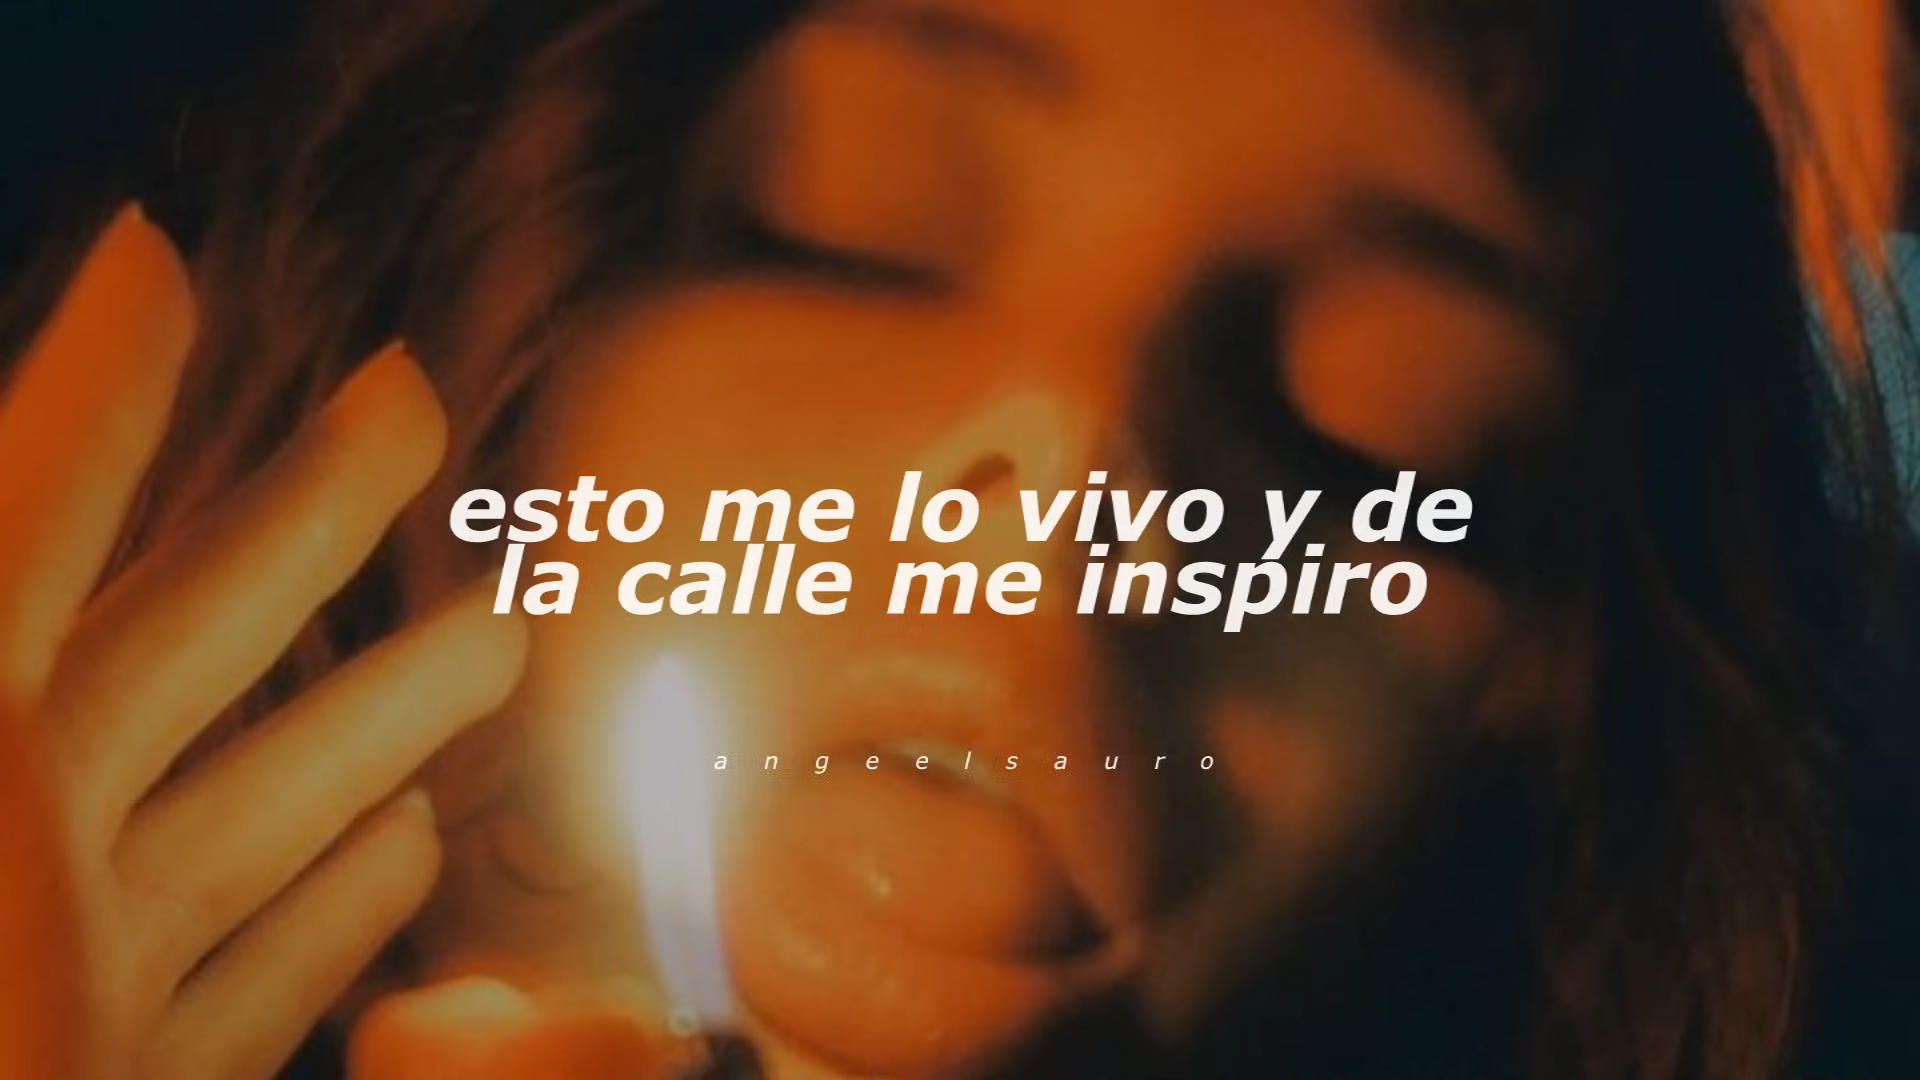 esto me lo vivo y de
la calle me inspiro
a n g e e l s a u r o